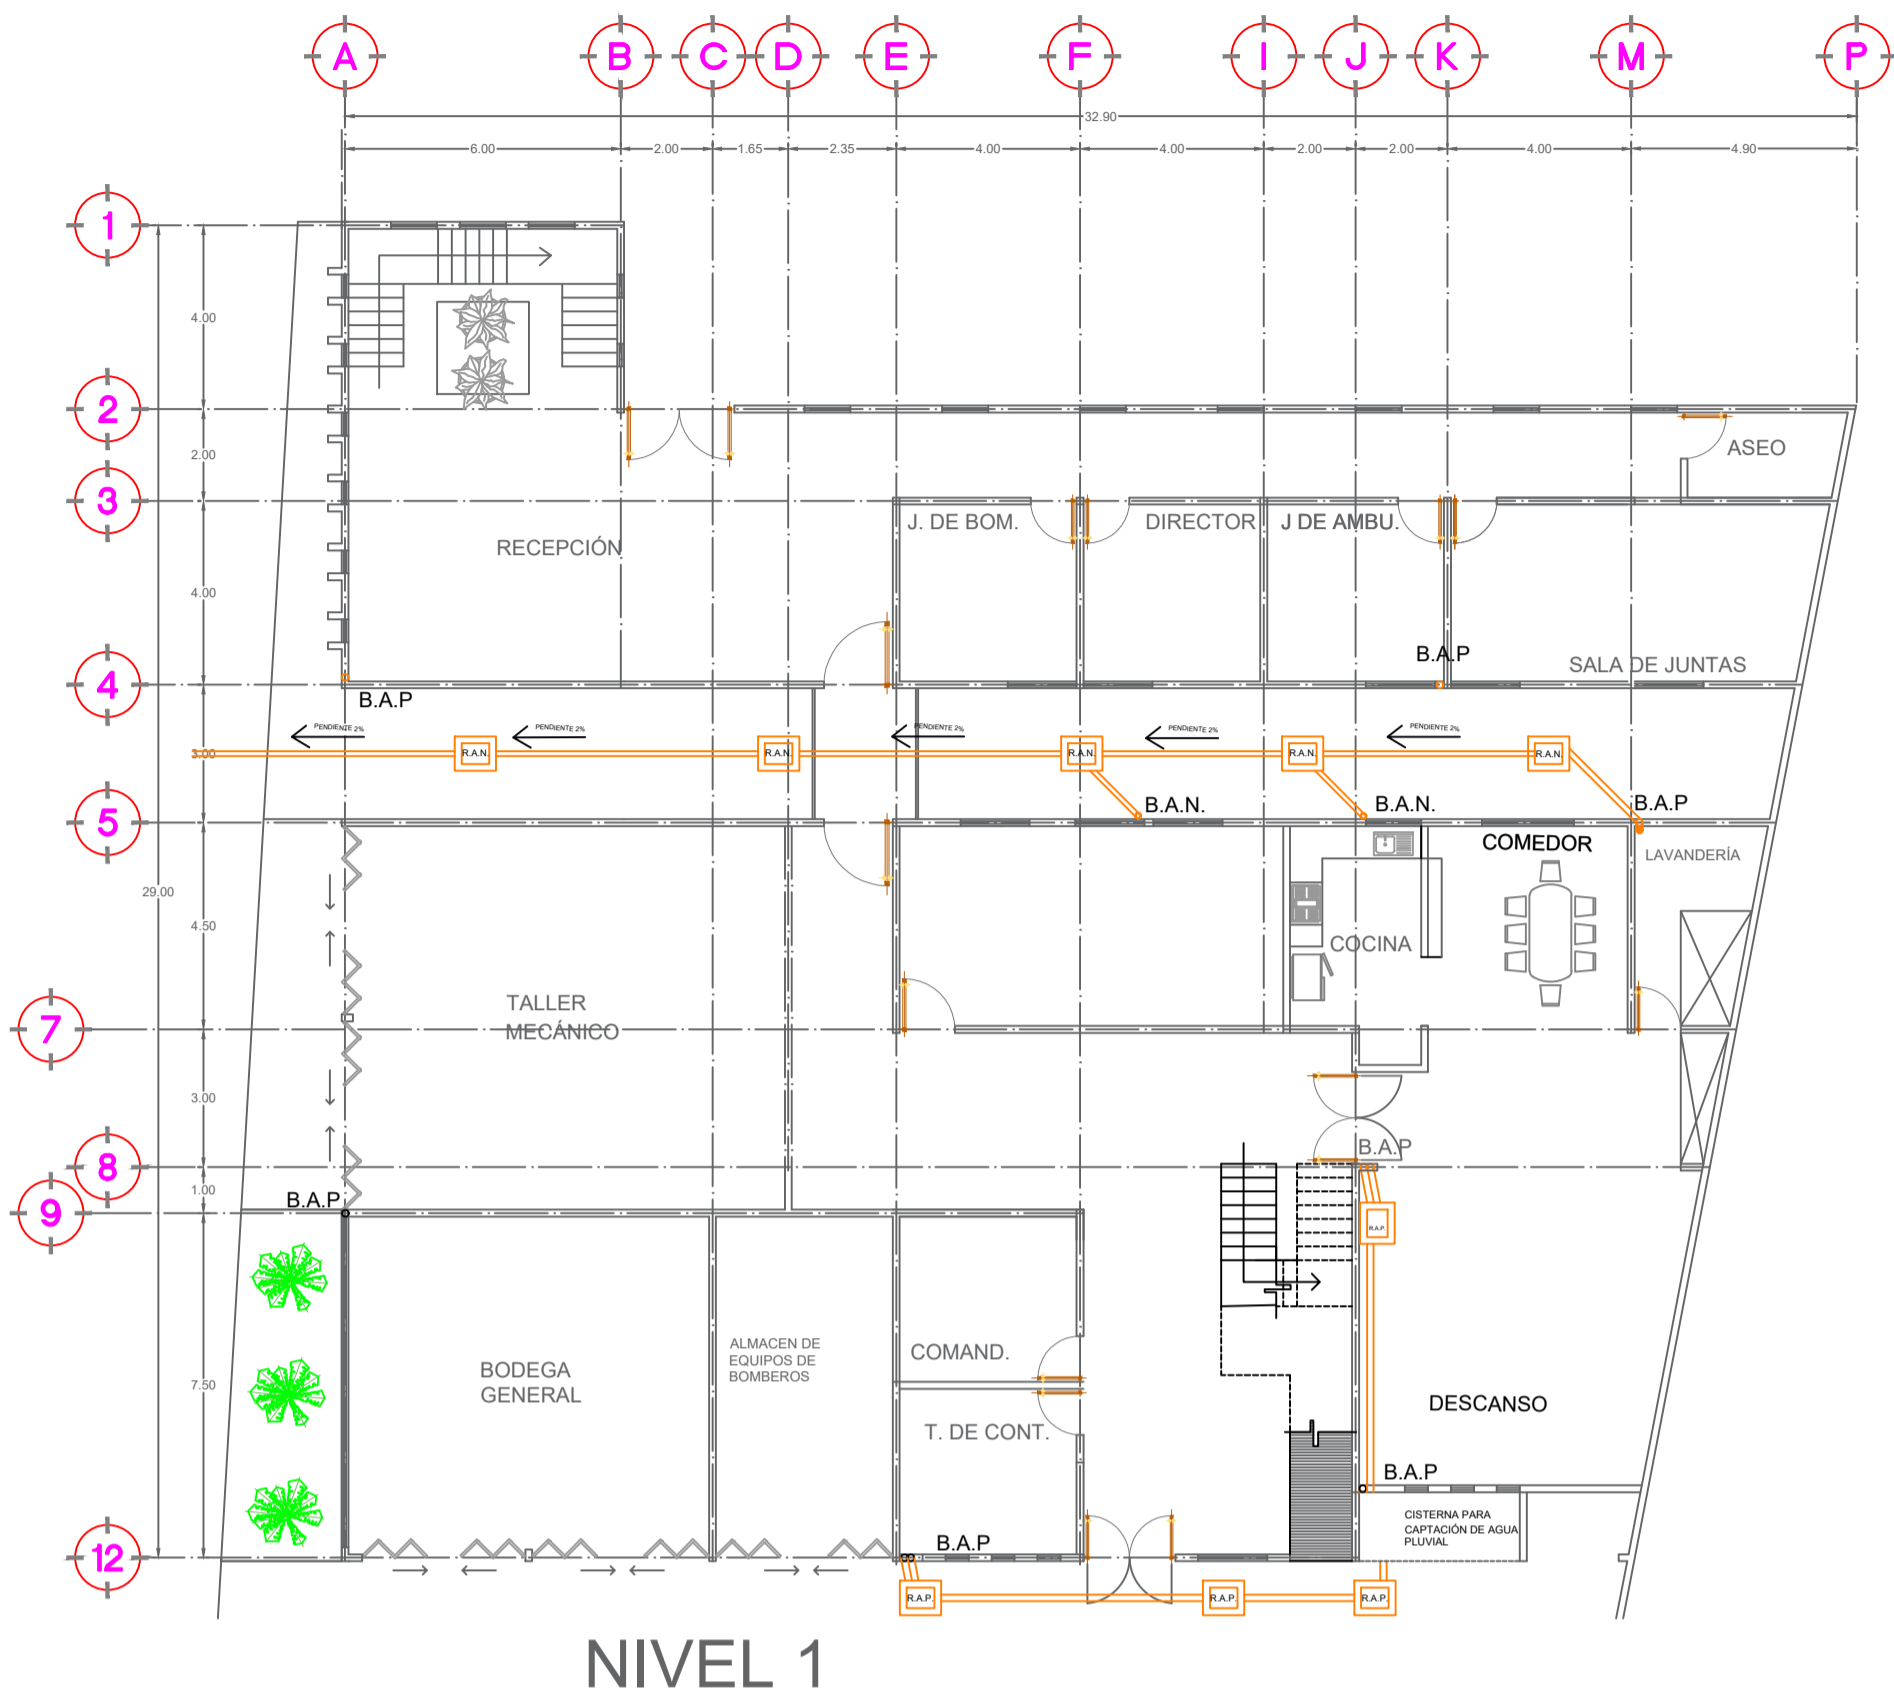 A B C D E F I J K M P
32.90
6.00 2.00 1.65 2.35 4.00 4.00 2.00 2.00 4.00 4.90
1
4.00
2
2.00
ASEO
3
J. DE BOM. DIRECTOR J DE AMBU.
RECEPCIÓN
4.00
B.A.P
SALA DE JUNTAS
4
B.A.P
PENDIENTE 2% PENDIENTE 2% PENDIENTE 2% PENDIENTE 2% PENDIENTE 2%
3.00
R.A.N. R.A.N. R.A.N. R.A.N. R.A.N.
B.A.N. B.A.N. B.A.P
5
COMEDOR
LAVANDERÍA
29.00
4.50
COCINA
TALLER
MECÁNICO
7
3.00
B.A.P
8
1.00
B.A.P
9
R.A.P.
ALMACEN DE
EQUIPOS DE
BOMBEROS
COMAND.
BODEGA
GENERAL
7.50
DESCANSO
T. DE CONT.
B.A.P
CISTERNA PARA
CAPTACIÓN DE AGUA
PLUVIAL
B.A.P
12
R.A.P. R.A.P. R.A.P.
NIVEL 1